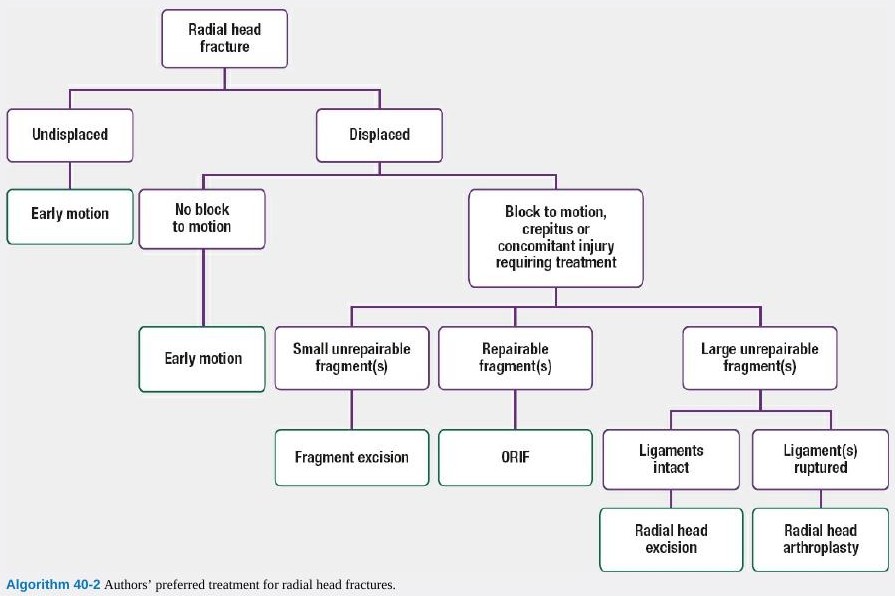 Radial head
fracture
Undisplaced
Displaced
Early motion
No block
to motion
Block to motion,
crepitus or
concomitant injury
requiring treatment
Early motion
Small unrepairable
fragment(s)
Repairable
fragment(s)
Large unrepairable
fragment(s)
Fragment excision
ORIF
Ligaments
intact
Ligament(s)
ruptured
Radial head
excision
Radial head
arthroplasty
Algorithm 40-2 Authors’ preferred treatment for radial head fractures.